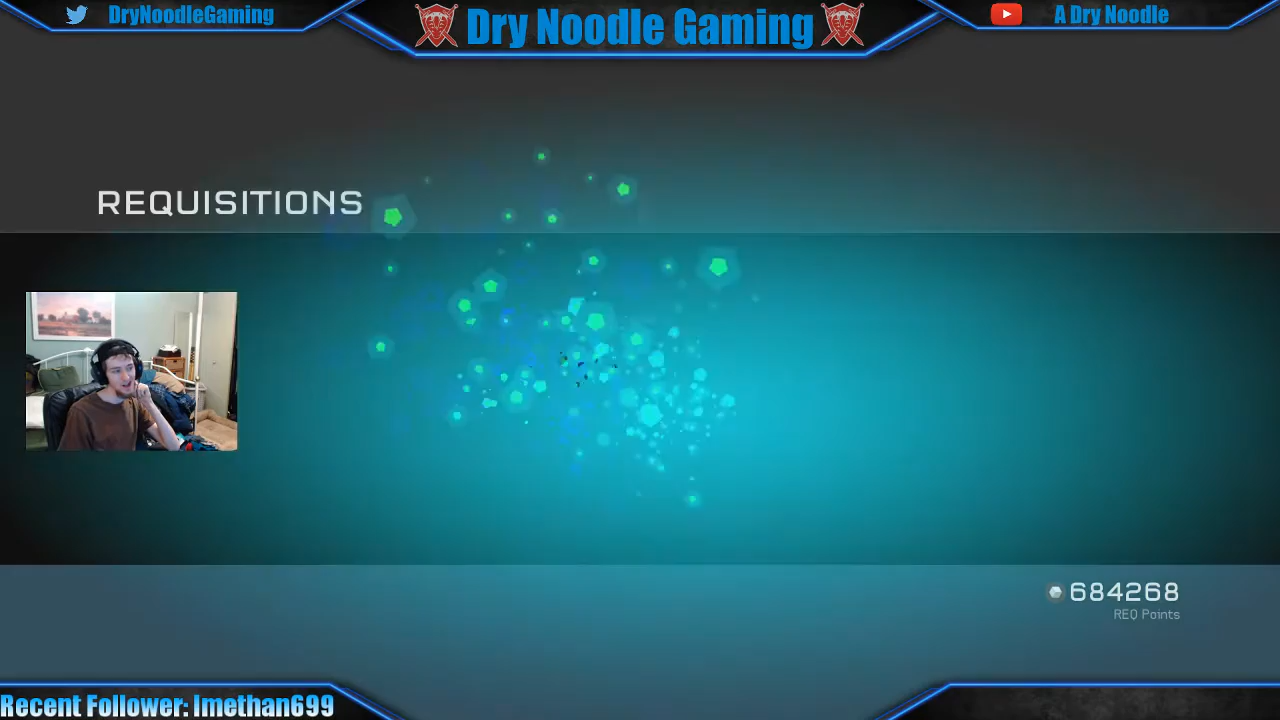 DryNoodleGaming
Dry Noodle Gaming
A Dry Noodle
REQUISITIONS
684268
REQ Points
Recent Follower: Imethan699